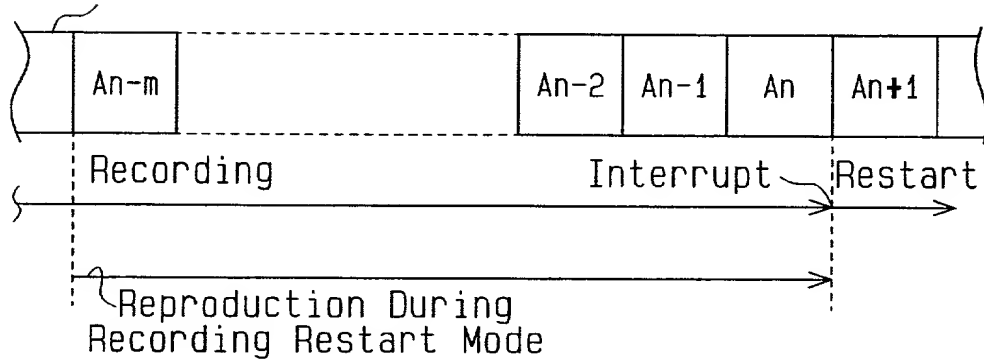 An-m An-2 An-1 An An+1
Recording Interrupt Restart
Reproduction During
Recording Restart Mode